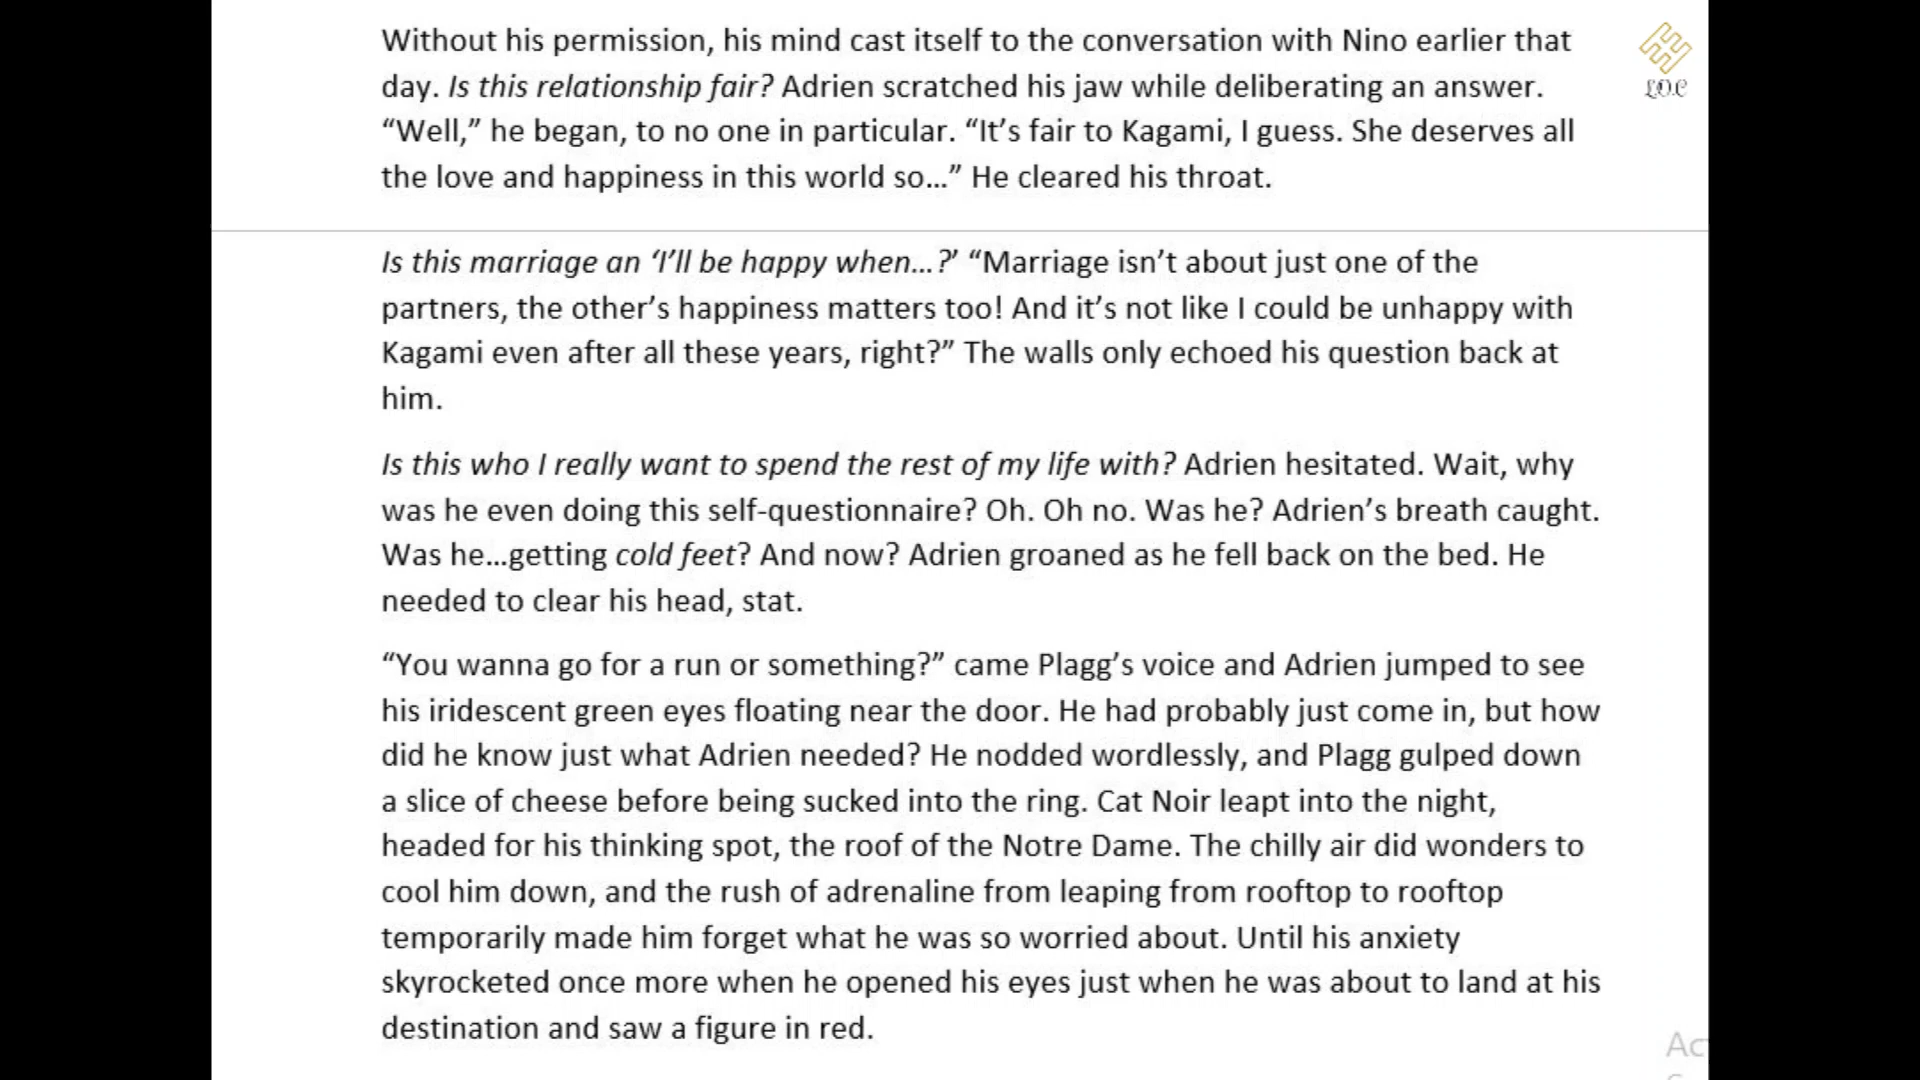 Without his permission, his mind cast itself to the conversation with Nino earlier that
day. Is this relationship fair? Adrien scratched his jaw while deliberating an answer.
“Well,” he began, to no one in particular. “It’s fair to Kagami, I guess. She deserves all
the love and happiness in this world so…” He cleared his throat.
L.O.C
Is this marriage an ‘I’ll be happy when…?’ “Marriage isn’t about just one of the
partners, the other’s happiness matters too! And it’s not like I could be unhappy with
Kagami even after all these years, right?” The walls only echoed his question back at
him.
Is this who I really want to spend the rest of my life with? Adrien hesitated. Wait, why
was he even doing this self-questionnaire? Oh. Oh no. Was he? Adrien’s breath caught.
Was he…getting cold feet? And now? Adrien groaned as he fell back on the bed. He
needed to clear his head, stat.
“You wanna go for a run or something?” came Plagg’s voice and Adrien jumped to see
his iridescent green eyes floating near the door. He had probably just come in, but how
did he know just what Adrien needed? He nodded wordlessly, and Plagg gulped down
a slice of cheese before being sucked into the ring. Cat Noir leapt into the night,
headed for his thinking spot, the roof of the Notre Dame. The chilly air did wonders to
cool him down, and the rush of adrenaline from leaping from rooftop to rooftop
temporarily made him forget what he was so worried about. Until his anxiety
skyrocketed once more when he opened his eyes just when he was about to land at his
destination and saw a figure in red.